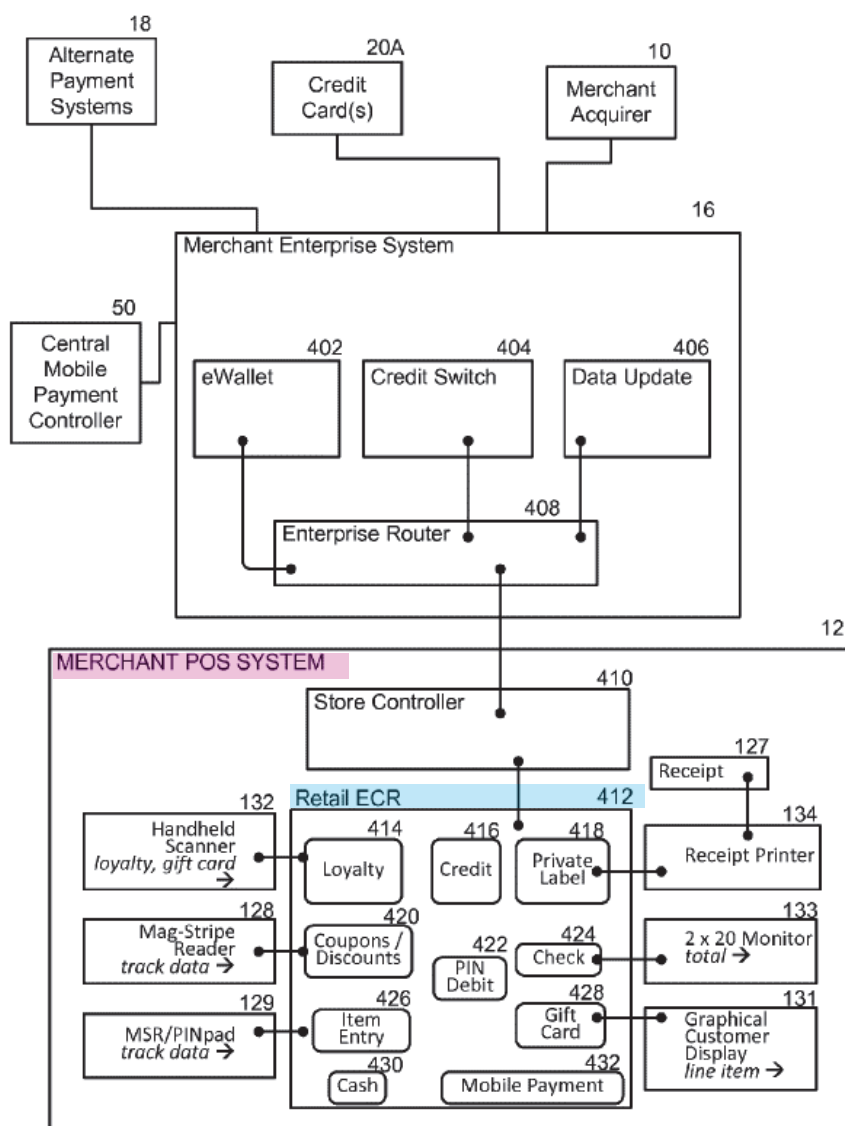 18
Alternate
Payment
Systems
20A
Credit
Card(s)
10
Merchant
Acquirer
16
Merchant Enterprise System
50
Central
Mobile
Payment
Controller
402
eWallet
404
Credit Switch
406
Data Update
408
Enterprise Router
12
MERCHANT POS SYSTEM
410
Store Controller
127
Receipt
Retail ECR 412
132
Handheld
Scanner
loyalty, gift card
→
414
Loyalty
416
Credit
418
Private
Label
134
Receipt Printer
128
Mag-Stripe
Reader
track data →
420
Coupons /
Discounts
422
PIN
Debit
424
Check
133
2 x 20 Monitor
total →
129
MSR/PINpad
track data →
426
Item
Entry
428
Gift
Card
131
Graphical
Customer
Display
line item →
430
Cash
432
Mobile Payment